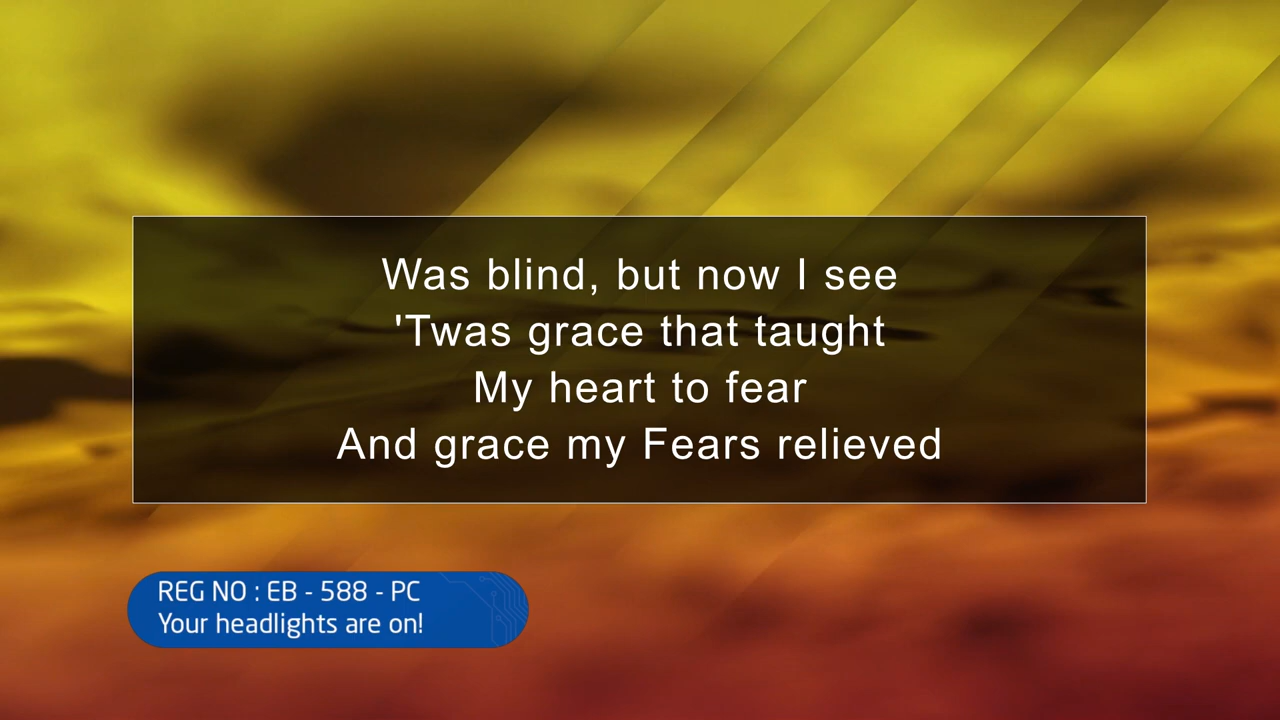 Was blind, but now I see
'Twas grace that taught
My heart to fear
And grace my Fears relieved
REG NO : EB - 588 - PC
Your headlights are on!